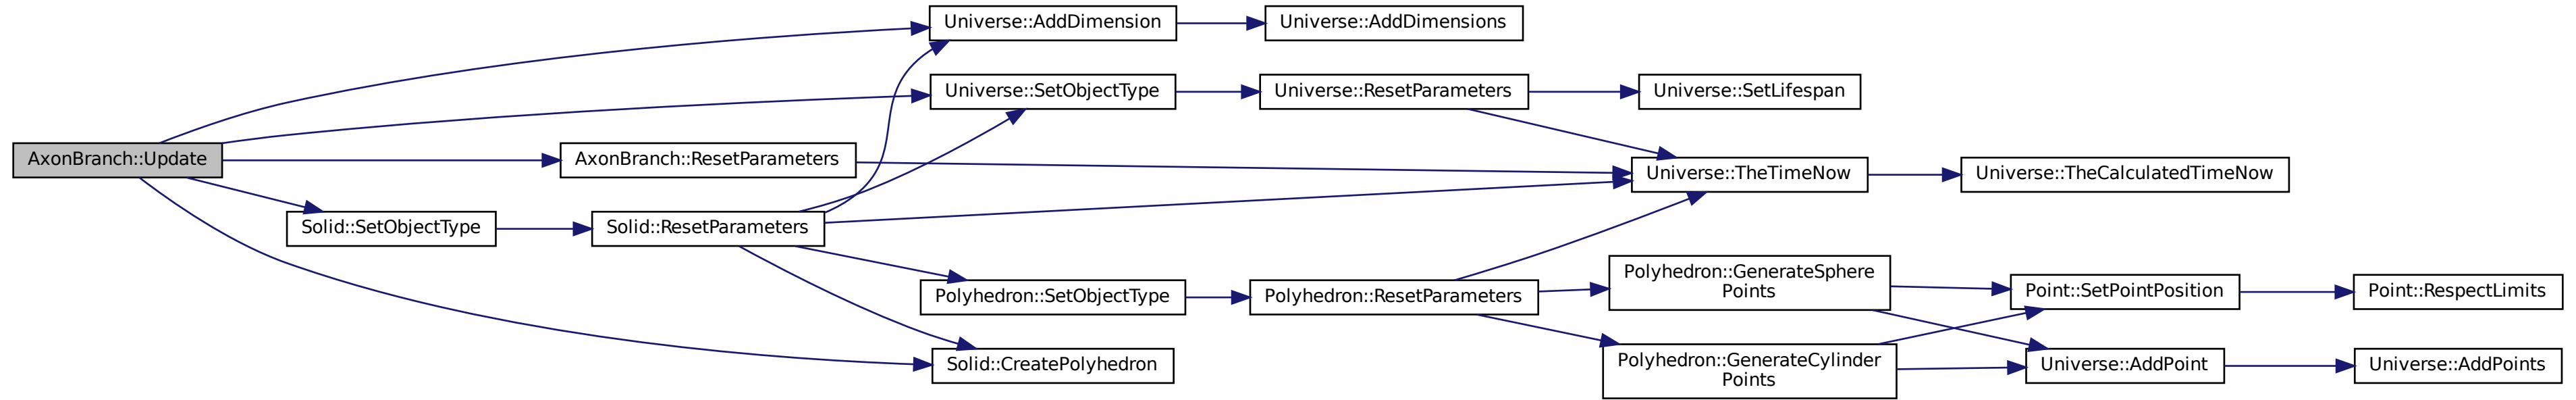 Universe::AddDimension
Universe::AddDimensions
Universe::SetObjectType
Universe::ResetParameters
Universe::SetLifespan
AxonBranch::Update
AxonBranch::ResetParameters
Universe::TheTimeNow
Universe::TheCalculatedTimeNow
Solid::SetObjectType
Solid::ResetParameters
Polyhedron::SetObjectType
Polyhedron::ResetParameters
Polyhedron::GenerateSphere
Points
Point::SetPointPosition
Point::RespectLimits
Solid::CreatePolyhedron
Polyhedron::GenerateCylinder
Points
Universe::AddPoint
Universe::AddPoints